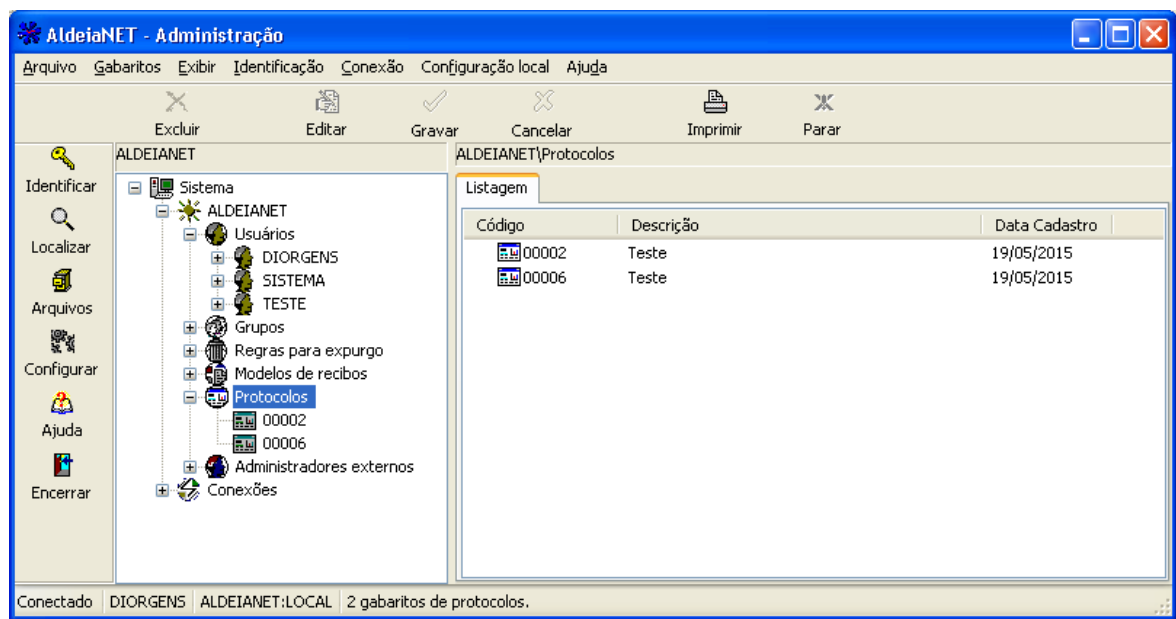 AldeiaNET - Administração
Arquivo Gabaritos Exibir Identificação Conexão Configuração local Ajuda
Excluir Editar Gravar Cancelar Imprimir Parar
Identificar
Localizar
Arquivos
Configurar
Ajuda
Encerrar
ALDEIANET
Sistema
ALDEIANET
Usuários
DIORGENS
SISTEMA
TESTE
Grupos
Regras para expurgo
Modelos de recibos
Protocolos
00002
00006
Administradores externos
Conexões
ALDEIANET\Protocolos
Listagem
Código Descrição Data Cadastro
00002 Teste 19/05/2015
00006 Teste 19/05/2015
Conectado DIORGENS ALDEIANET:LOCAL 2 gabaritos de protocolos.